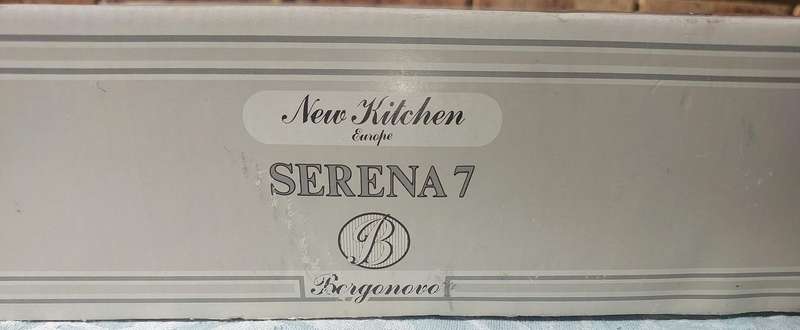 New Kitchen
Europe
SERENA 7
B
Borgonovo